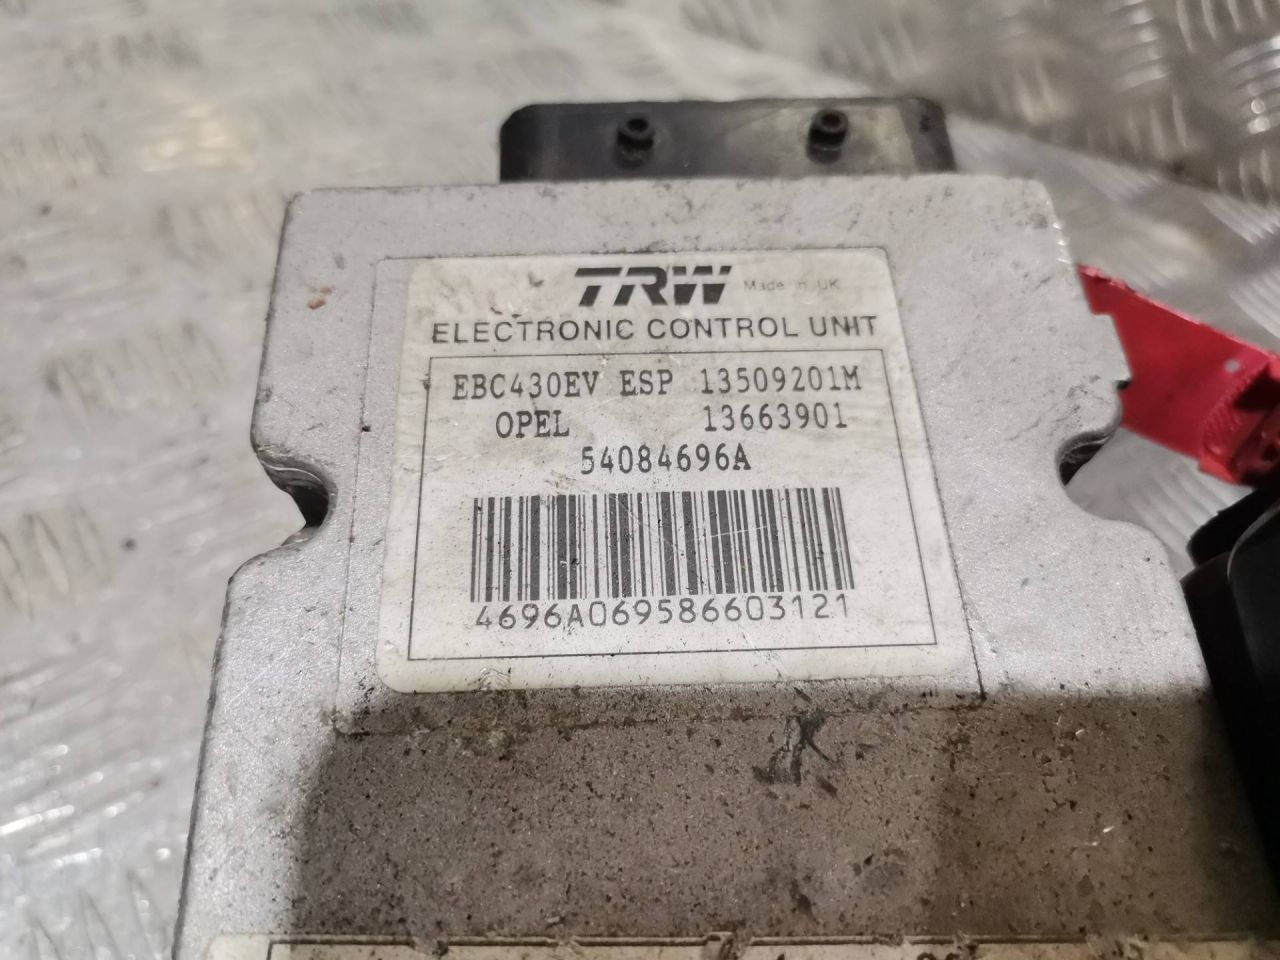 TRW Made in UK
ELECTRONIC CONTROL UNIT
EBC430EV ESP 13509201M
OPEL 13663901
54084696A
4696A069586603121